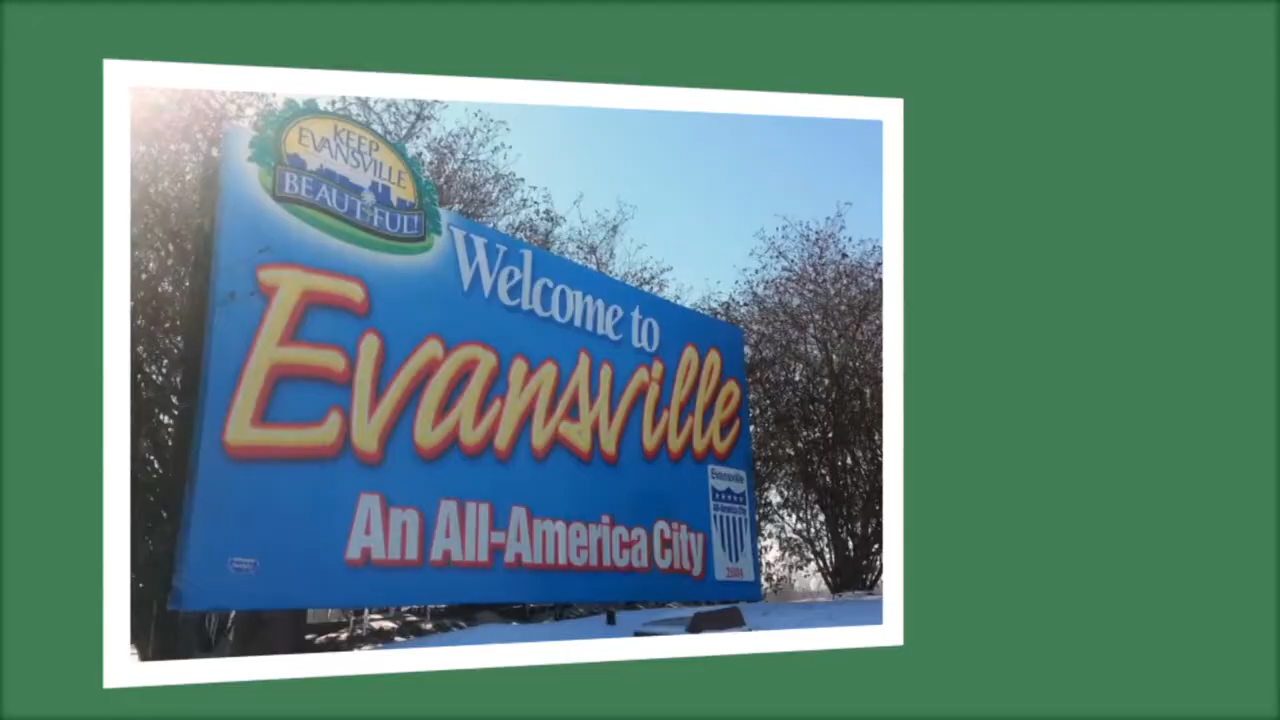 KEEP
EVANSVILLE
BEAUTIFUL!
Welcome to
Evansville
An All-America City
Evansville
All-America City
2004